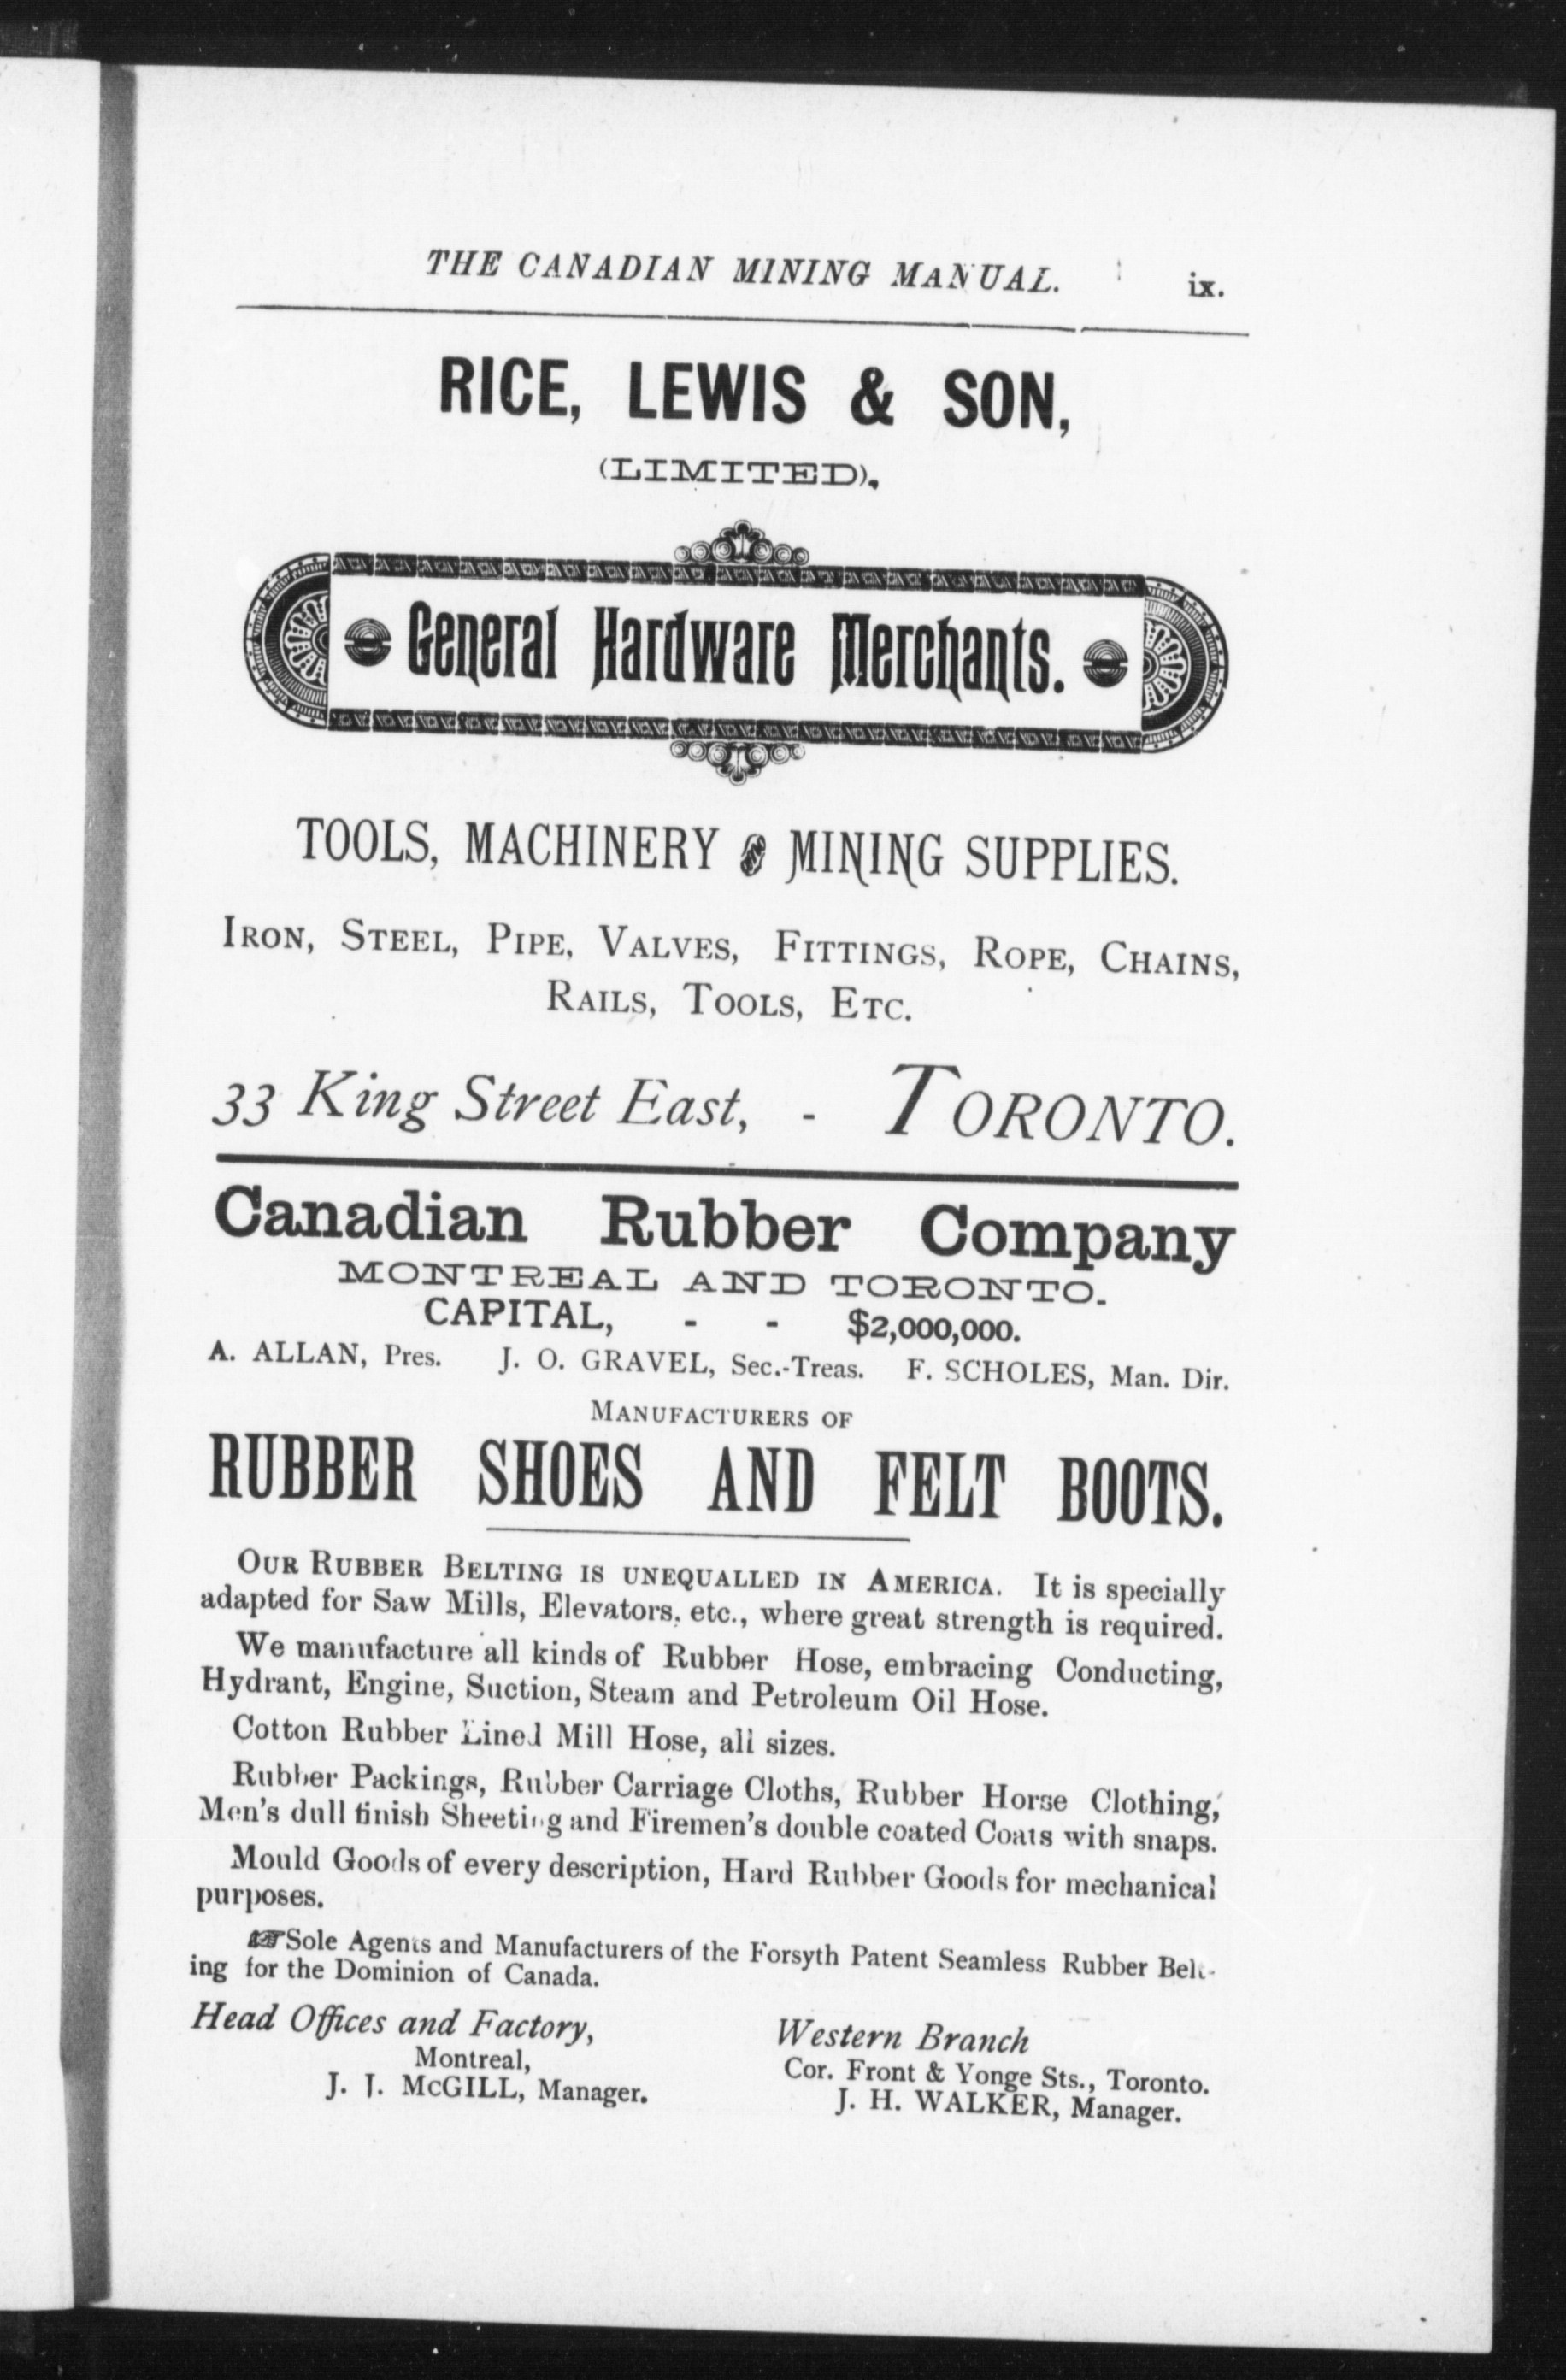 THE CANADIAN MINING MANUAL. ix.
RICE, LEWIS & SON,
(LIMITED),
General Hardware Merchants.
TOOLS, MACHINERY & MINING SUPPLIES.
IRON, STEEL, PIPE, VALVES, FITTINGS, ROPE, CHAINS,
RAILS, TOOLS, ETC.
33 King Street East, - TORONTO.
Canadian Rubber Company
MONTREAL AND TORONTO.
CAPITAL, - - $2,000,000.
A. ALLAN, Pres. J. O. GRAVEL, Sec.-Treas. F. SCHOLES, Man. Dir.
MANUFACTURERS OF
RUBBER SHOES AND FELT BOOTS.
OUR RUBBER BELTING IS UNEQUALLED IN AMERICA. It is specially
adapted for Saw Mills, Elevators, etc., where great strength is required.
We manufacture all kinds of Rubber Hose, embracing Conducting,
Hydrant, Engine, Suction, Steam and Petroleum Oil Hose.
Cotton Rubber Lined Mill Hose, all sizes.
Rubber Packings, Rubber Carriage Cloths, Rubber Horse Clothing,
Men's dull finish Sheeting and Firemen's double coated Coats with snaps.
Mould Goods of every description, Hard Rubber Goods for mechanical
purposes.
☞Sole Agents and Manufacturers of the Forsyth Patent Seamless Rubber Belt-
ing for the Dominion of Canada.
Head Offices and Factory,
Montreal,
J. J. McGILL, Manager.
Western Branch
Cor. Front & Yonge Sts., Toronto.
J. H. WALKER, Manager.